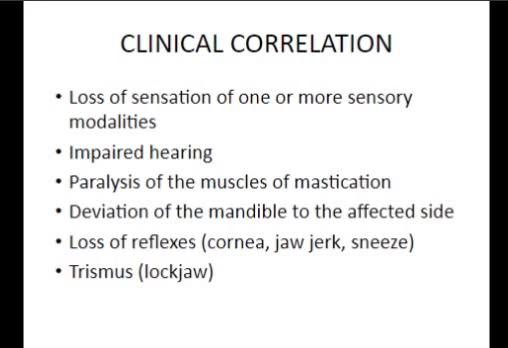 CLINICAL CORRELATION
• Loss of sensation of one or more sensory
modalities
• Impaired hearing
• Paralysis of the muscles of mastication
• Deviation of the mandible to the affected side
• Loss of reflexes (cornea, jaw jerk, sneeze)
• Trismus (lockjaw)